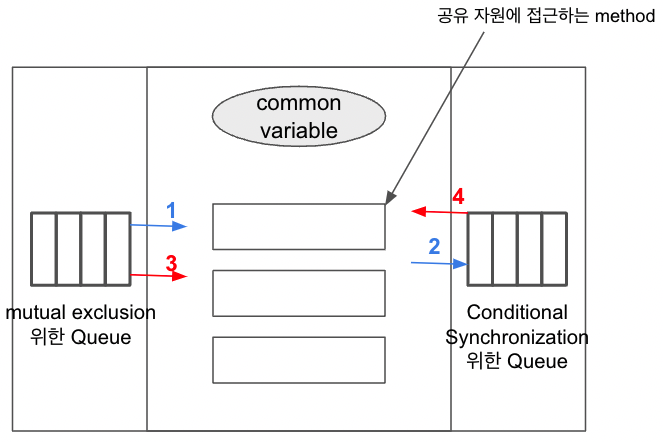 공유 자원에 접근하는 method
common
variable
1
4
2
3
mutual exclusion
위한 Queue
Conditional
Synchronization
위한 Queue